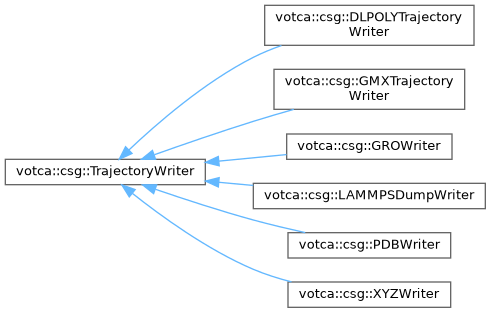 votca::csg::DLPOLYTrajectory
Writer
votca::csg::GMXTrajectory
Writer
votca::csg::GROWriter
votca::csg::TrajectoryWriter
votca::csg::LAMMPSDumpWriter
votca::csg::PDBWriter
votca::csg::XYZWriter